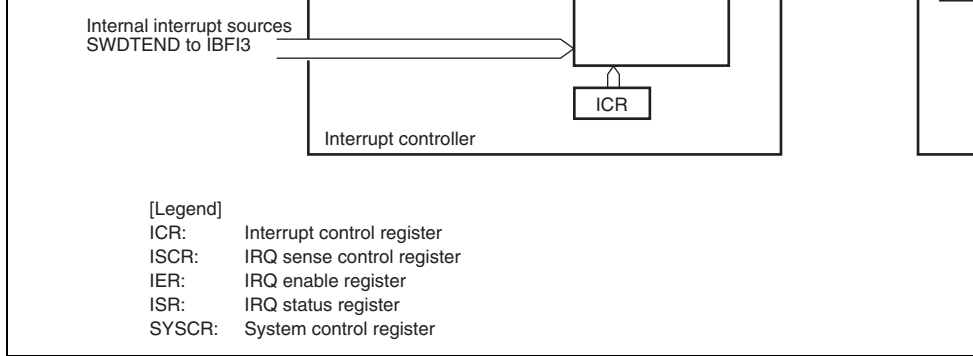 Internal interrupt sources
SWDTEND to IBFI3
ICR
Interrupt controller
[Legend]
ICR: Interrupt control register
ISCR: IRQ sense control register
IER: IRQ enable register
ISR: IRQ status register
SYSCR: System control register